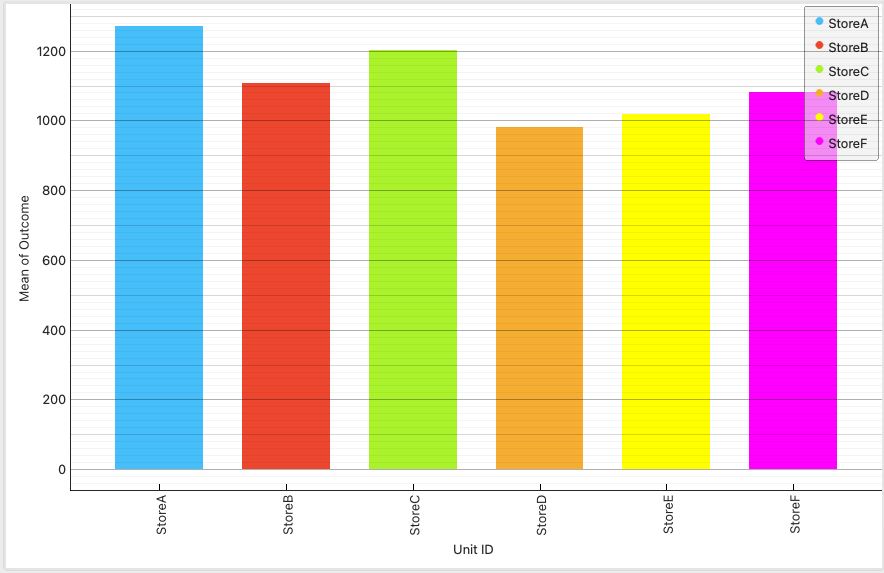 1200
1000
800
600
400
200
0
Mean of Outcome
StoreA
StoreB
StoreC
StoreD
StoreE
StoreF
StoreA
StoreB
StoreC
StoreD
StoreE
StoreF
Unit ID